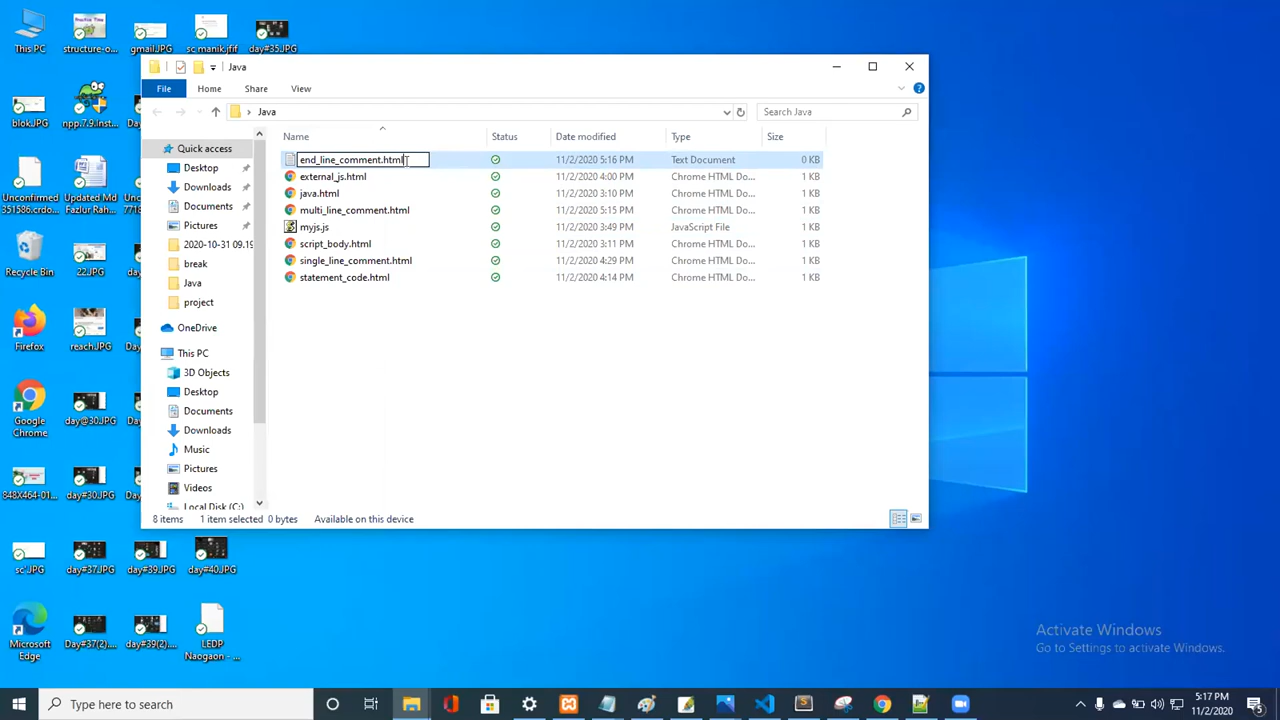 This PC
structure-o...
gmail.JPG
sc manik.jfif
day#35.JPG
Java
File
Home
Share
View
Java
Search Java
Name
Status
Date modified
Type
Size
end_line_comment.html
11/2/2020 5:16 PM
Text Document
0 KB
external_js.html
11/2/2020 4:00 PM
Chrome HTML Do...
1 KB
java.html
11/2/2020 3:10 PM
Chrome HTML Do...
1 KB
multi_line_comment.html
11/2/2020 5:15 PM
Chrome HTML Do...
1 KB
myjs.js
11/2/2020 3:49 PM
JavaScript File
1 KB
script_body.html
11/2/2020 3:11 PM
Chrome HTML Do...
1 KB
single_line_comment.html
11/2/2020 4:29 PM
Chrome HTML Do...
1 KB
statement_code.html
11/2/2020 4:14 PM
Chrome HTML Do...
1 KB
Quick access
Desktop
Downloads
Documents
Pictures
2020-10-31 09.19
break
Java
project
OneDrive
This PC
3D Objects
Desktop
Documents
Downloads
Music
Pictures
Videos
Local Disk (C:)
8 items
1 item selected 0 bytes
Available on this device
blok.JPG
npp.7.9.inst...
Unconfirmed
351586.crdo...
Updated Md
Fazlur Rah...
Recycle Bin
22.JPG
Firefox
reach.JPG
Google
Chrome
day@30.JPG
848X464-01...
day#30.JPG
sc'.JPG
day#37.JPG
day#39.JPG
day#40.JPG
Microsoft
Edge
Day#37(2)....
day#39(2)....
LEDP
Naogaon - ...
Activate Windows
Go to Settings to activate Windows.
Type here to search
5:17 PM
11/2/2020
5